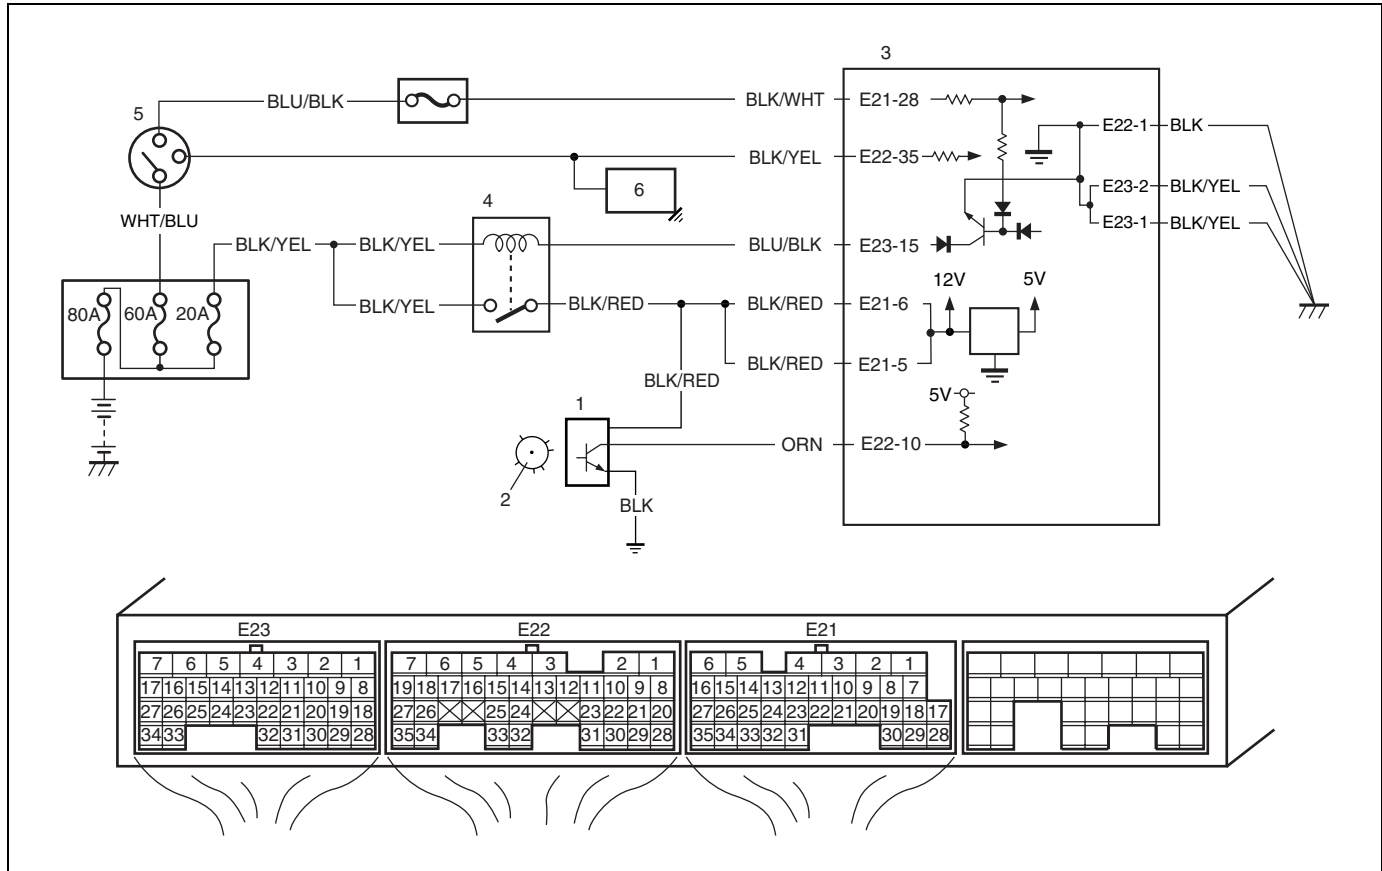 3
5
BLU/BLK
BLK/WHT
E21-28
E22-1
BLK
BLK/YEL
E22-35
6
E23-2
BLK/YEL
4
WHT/BLU
E23-1
BLK/YEL
BLK/YEL
BLK/YEL
BLU/BLK
E23-15
12V
5V
80A
60A
20A
BLK/YEL
BLK/RED
BLK/RED
E21-6
BLK/RED
E21-5
BLK/RED
5V
1
ORN
E22-10
2
BLK
E23
E22
E21
7 6 5 4 3 2 1
7 6 5 4 3 2 1
6 5 4 3 2 1
17 16 15 14 13 12 11 10 9 8
19 18 17 16 15 14 13 12 11 10 9 8
16 15 14 13 12 11 10 9 8 7
27 26 25 24 23 22 21 20 19 18
27 26 25 24 23 22 21 20
27 26 25 24 23 22 21 20 19 18 17
34 33 32 31 30 29 28
35 34 33 32 31 30 29 28
35 34 33 32 31 30 29 28